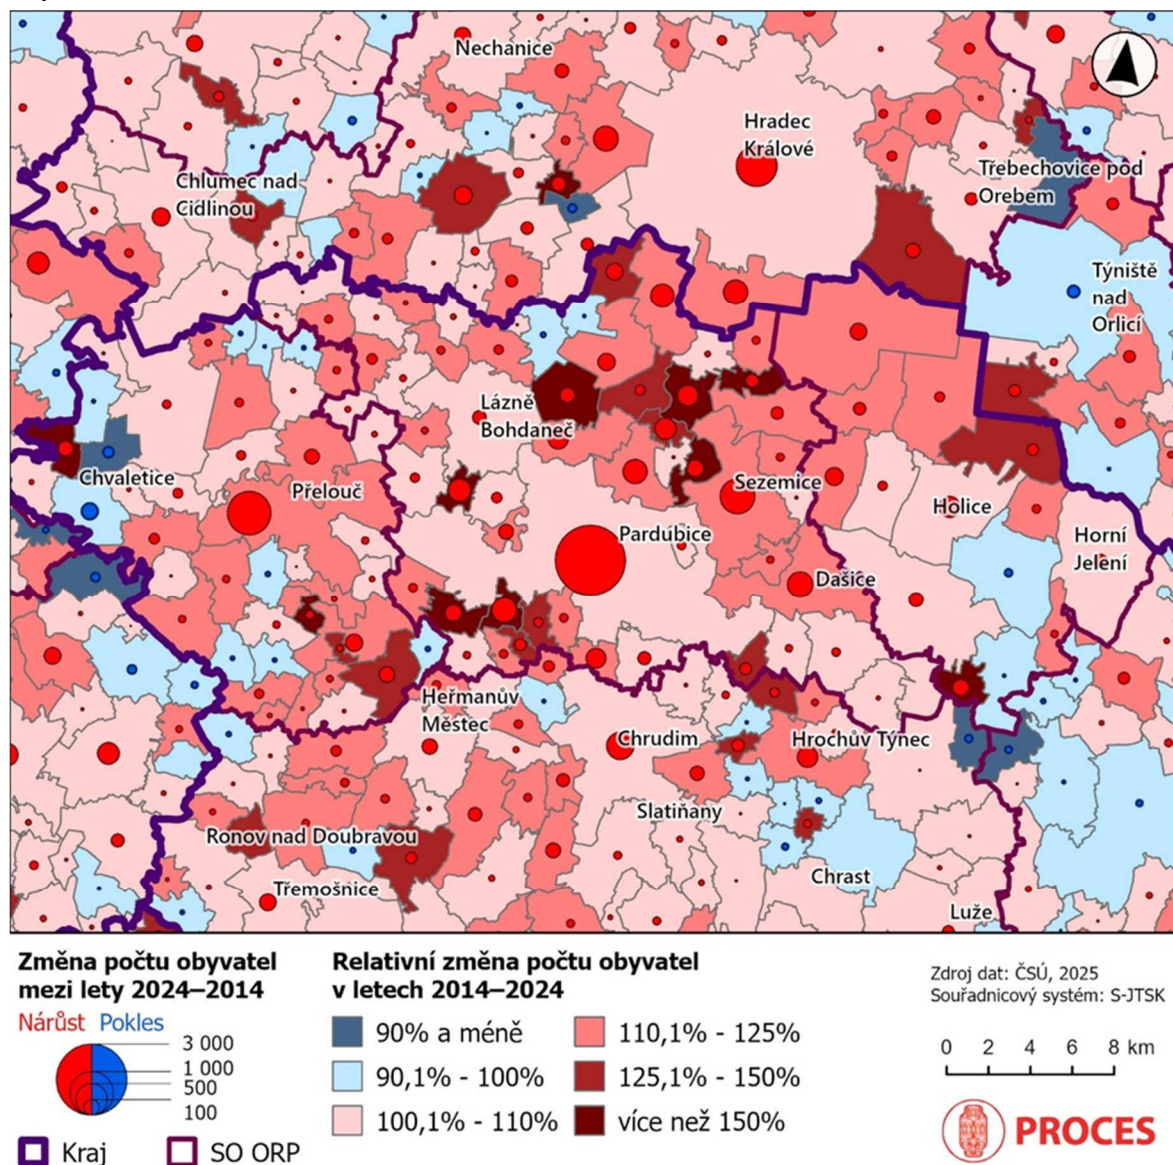 Nechanice
Hradec
Králové
Třebechovice pod
Orebem
Chlumec nad
Cidlinou
Týniště
nad
Orlicí
Lázně
Bohdaneč
Chvaletice
Přelouč
Sezemice
Holice
Pardubice
Horní
Jelení
Dašice
Heřmanův
Městec
Chrudim
Hrochův Týnec
Slatiňany
Ronov nad Doubravou
Třemošnice
Chrast
Luže
Změna počtu obyvatel
mezi lety 2024–2014
Nárůst Pokles
3 000
1 000
500
100
Kraj
SO ORP
Relativní změna počtu obyvatel
v letech 2014–2024
90% a méně
90,1% - 100%
100,1% - 110%
110,1% - 125%
125,1% - 150%
více než 150%
Zdroj dat: ČSÚ, 2025
Souřadnicový systém: S-JTSK
0 2 4 6 8 km
PROCES